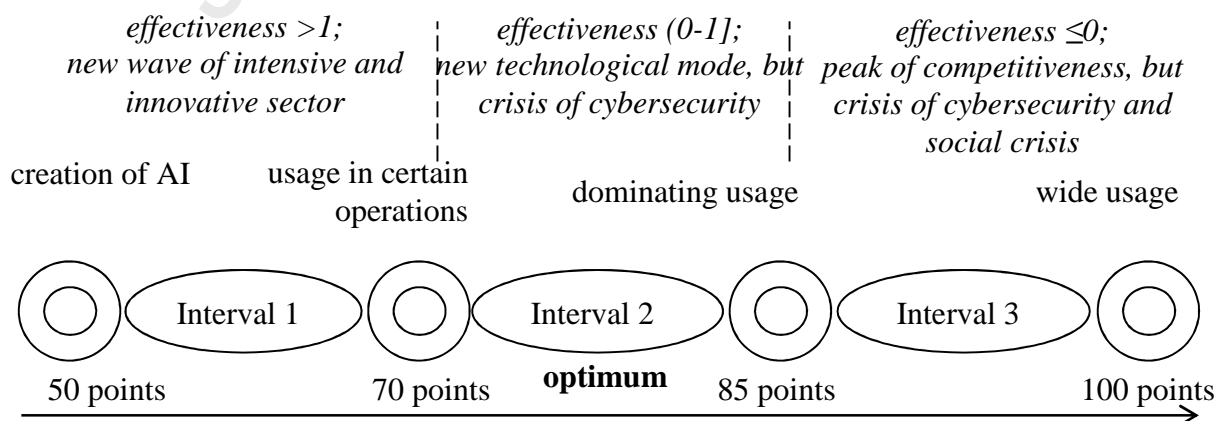 effectiveness >1;
new wave of intensive and
innovative sector
effectiveness (0-1];
new technological mode, but
crisis of cybersecurity
effectiveness ≤0;
peak of competitiveness, but
crisis of cybersecurity and
social crisis
creation of AI
usage in certain
operations
dominating usage
wide usage
Interval 1
Interval 2
Interval 3
50 points
70 points
optimum
85 points
100 points